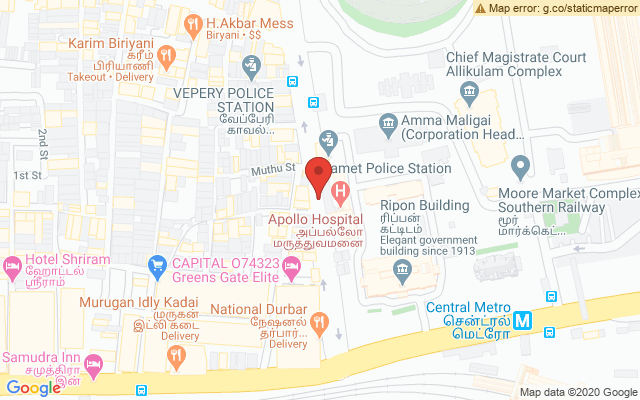 Map error: g.co/staticmaperror
H.Akbar Mess
Biryani • $$
Karim Biryani
கரீம்
பிரியாணி
Takeout • Delivery
VEPERY POLICE
STATION
வேப்பேரி
காவல்...
Chief Magistrate Court
Allikulam Complex
Amma Maligai
(Corporation Head...
2nd St
1st St
Muthu St
amet Police Station
Moore Market Complex
Southern Railway
மூர்
மார்க்கெட்...
Apollo Hospital
அப்பல்லோ
மருத்துவமனை
Ripon Building
ரிப்பன்
கட்டிடம்
Elegant government
building since 1913
Hotel Shriram
ஹோட்டல்
ஸ்ரீராம்
CAPITAL O74323
Greens Gate Elite
Murugan Idly Kadai
முருகன்
இட்லி கடை
Delivery
National Durbar
நேஷனல்
தர்பார்...
Delivery
Central Metro
சென்ட்ரல்
மெட்ரோ
Samudra Inn
சமுத்திரா
இன்
Google
Map data ©2020 Google